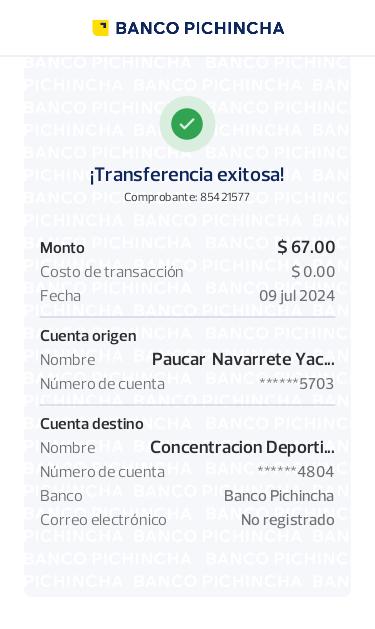 BANCO PICHINCHA
¡Transferencia exitosa!
Comprobante: 85421577
Monto $ 67.00
Costo de transacción $ 0.00
Fecha 09 jul 2024
Cuenta origen
Nombre Paucar Navarrete Yac...
Número de cuenta ******5703
Cuenta destino
Nombre Concentracion Deporti...
Número de cuenta ******4804
Banco Banco Pichincha
Correo electrónico No registrado